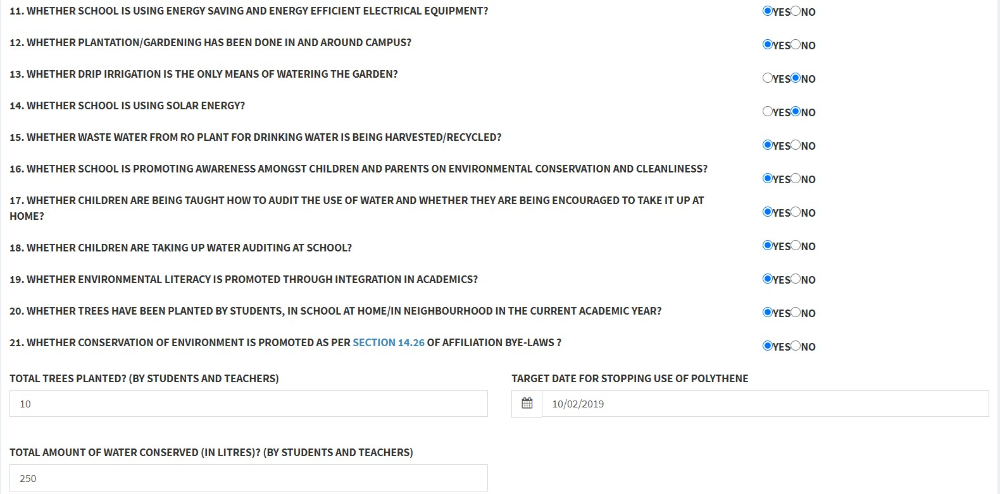 11. WHETHER SCHOOL IS USING ENERGY SAVING AND ENERGY EFFICIENT ELECTRICAL EQUIPMENT? YES NO
12. WHETHER PLANTATION/GARDENING HAS BEEN DONE IN AND AROUND CAMPUS? YES NO
13. WHETHER DRIP IRRIGATION IS THE ONLY MEANS OF WATERING THE GARDEN? YES NO
14. WHETHER SCHOOL IS USING SOLAR ENERGY? YES NO
15. WHETHER WASTE WATER FROM RO PLANT FOR DRINKING WATER IS BEING HARVESTED/RECYCLED? YES NO
16. WHETHER SCHOOL IS PROMOTING AWARENESS AMONGST CHILDREN AND PARENTS ON ENVIRONMENTAL CONSERVATION AND CLEANLINESS? YES NO
17. WHETHER CHILDREN ARE BEING TAUGHT HOW TO AUDIT THE USE OF WATER AND WHETHER THEY ARE BEING ENCOURAGED TO TAKE IT UP AT
HOME? YES NO
18. WHETHER CHILDREN ARE TAKING UP WATER AUDITING AT SCHOOL? YES NO
19. WHETHER ENVIRONMENTAL LITERACY IS PROMOTED THROUGH INTEGRATION IN ACADEMICS? YES NO
20. WHETHER TREES HAVE BEEN PLANTED BY STUDENTS, IN SCHOOL AT HOME/IN NEIGHBOURHOOD IN THE CURRENT ACADEMIC YEAR? YES NO
21. WHETHER CONSERVATION OF ENVIRONMENT IS PROMOTED AS PER SECTION 14.26 OF AFFILIATION BYE-LAWS ? YES NO
TOTAL TREES PLANTED? (BY STUDENTS AND TEACHERS)
10
TARGET DATE FOR STOPPING USE OF POLYTHENE
10/02/2019
TOTAL AMOUNT OF WATER CONSERVED (IN LITRES)? (BY STUDENTS AND TEACHERS)
250